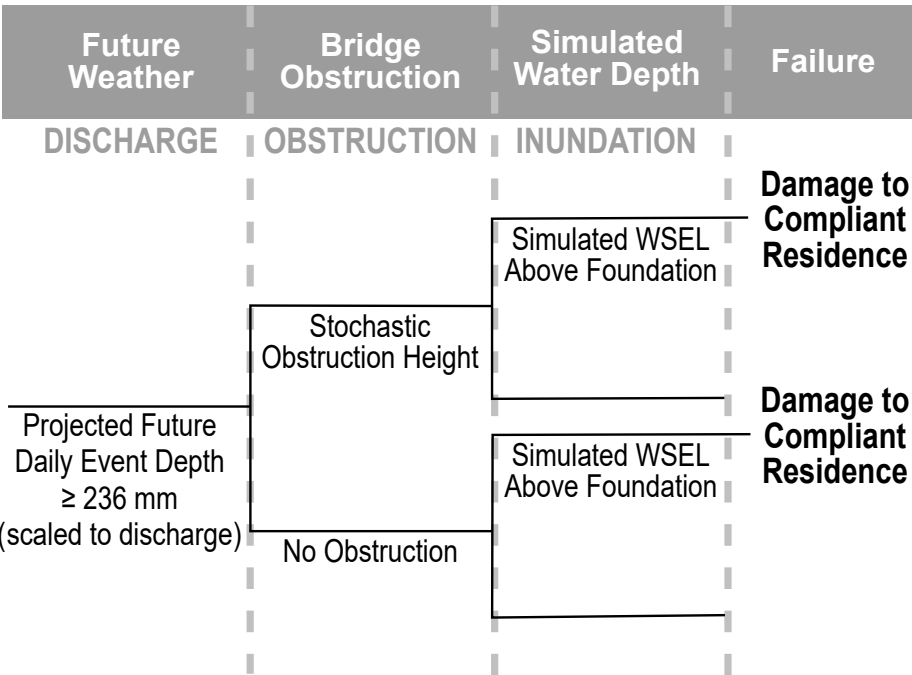 Future
Weather
Bridge
Obstruction
Simulated
Water Depth
Failure
DISCHARGE
OBSTRUCTION
INUNDATION
Damage to
Compliant
Residence
Simulated WSEL
Above Foundation
Stochastic
Obstruction Height
Projected Future
Daily Event Depth
≥ 236 mm
(scaled to discharge)
Damage to
Compliant
Residence
Simulated WSEL
Above Foundation
No Obstruction